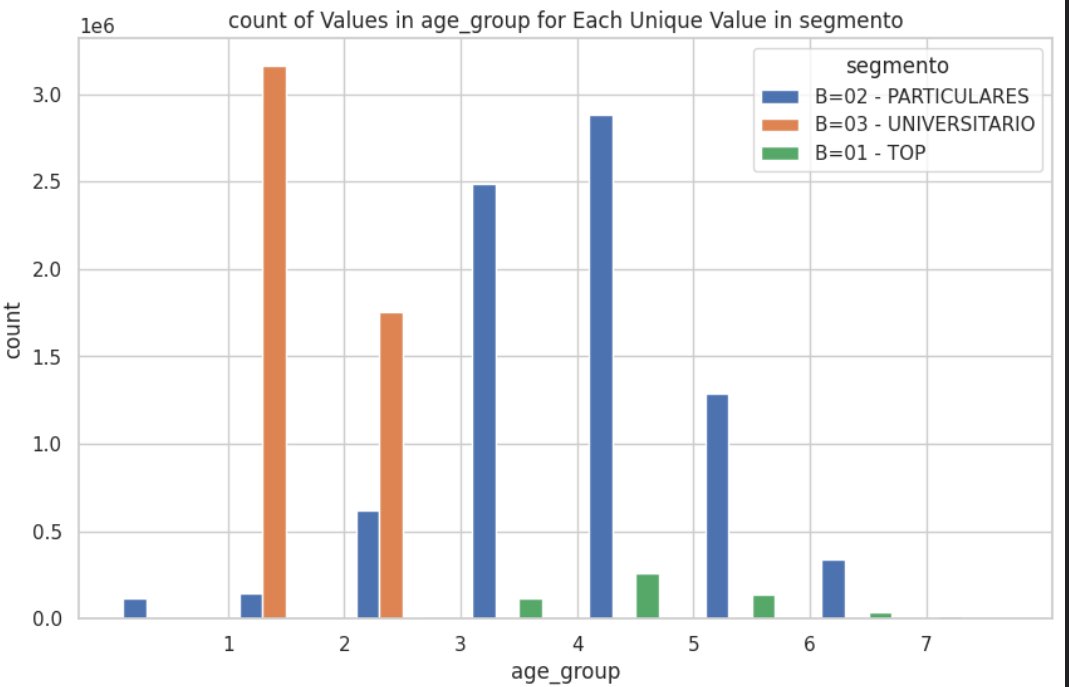 count of Values in age_group for Each Unique Value in segmento
1e6
segmento
B=02 - PARTICULARES
B=03 - UNIVERSITARIO
B=01 - TOP
3.0
2.5
2.0
1.5
1.0
0.5
0.0
count
1 2 3 4 5 6 7
age_group